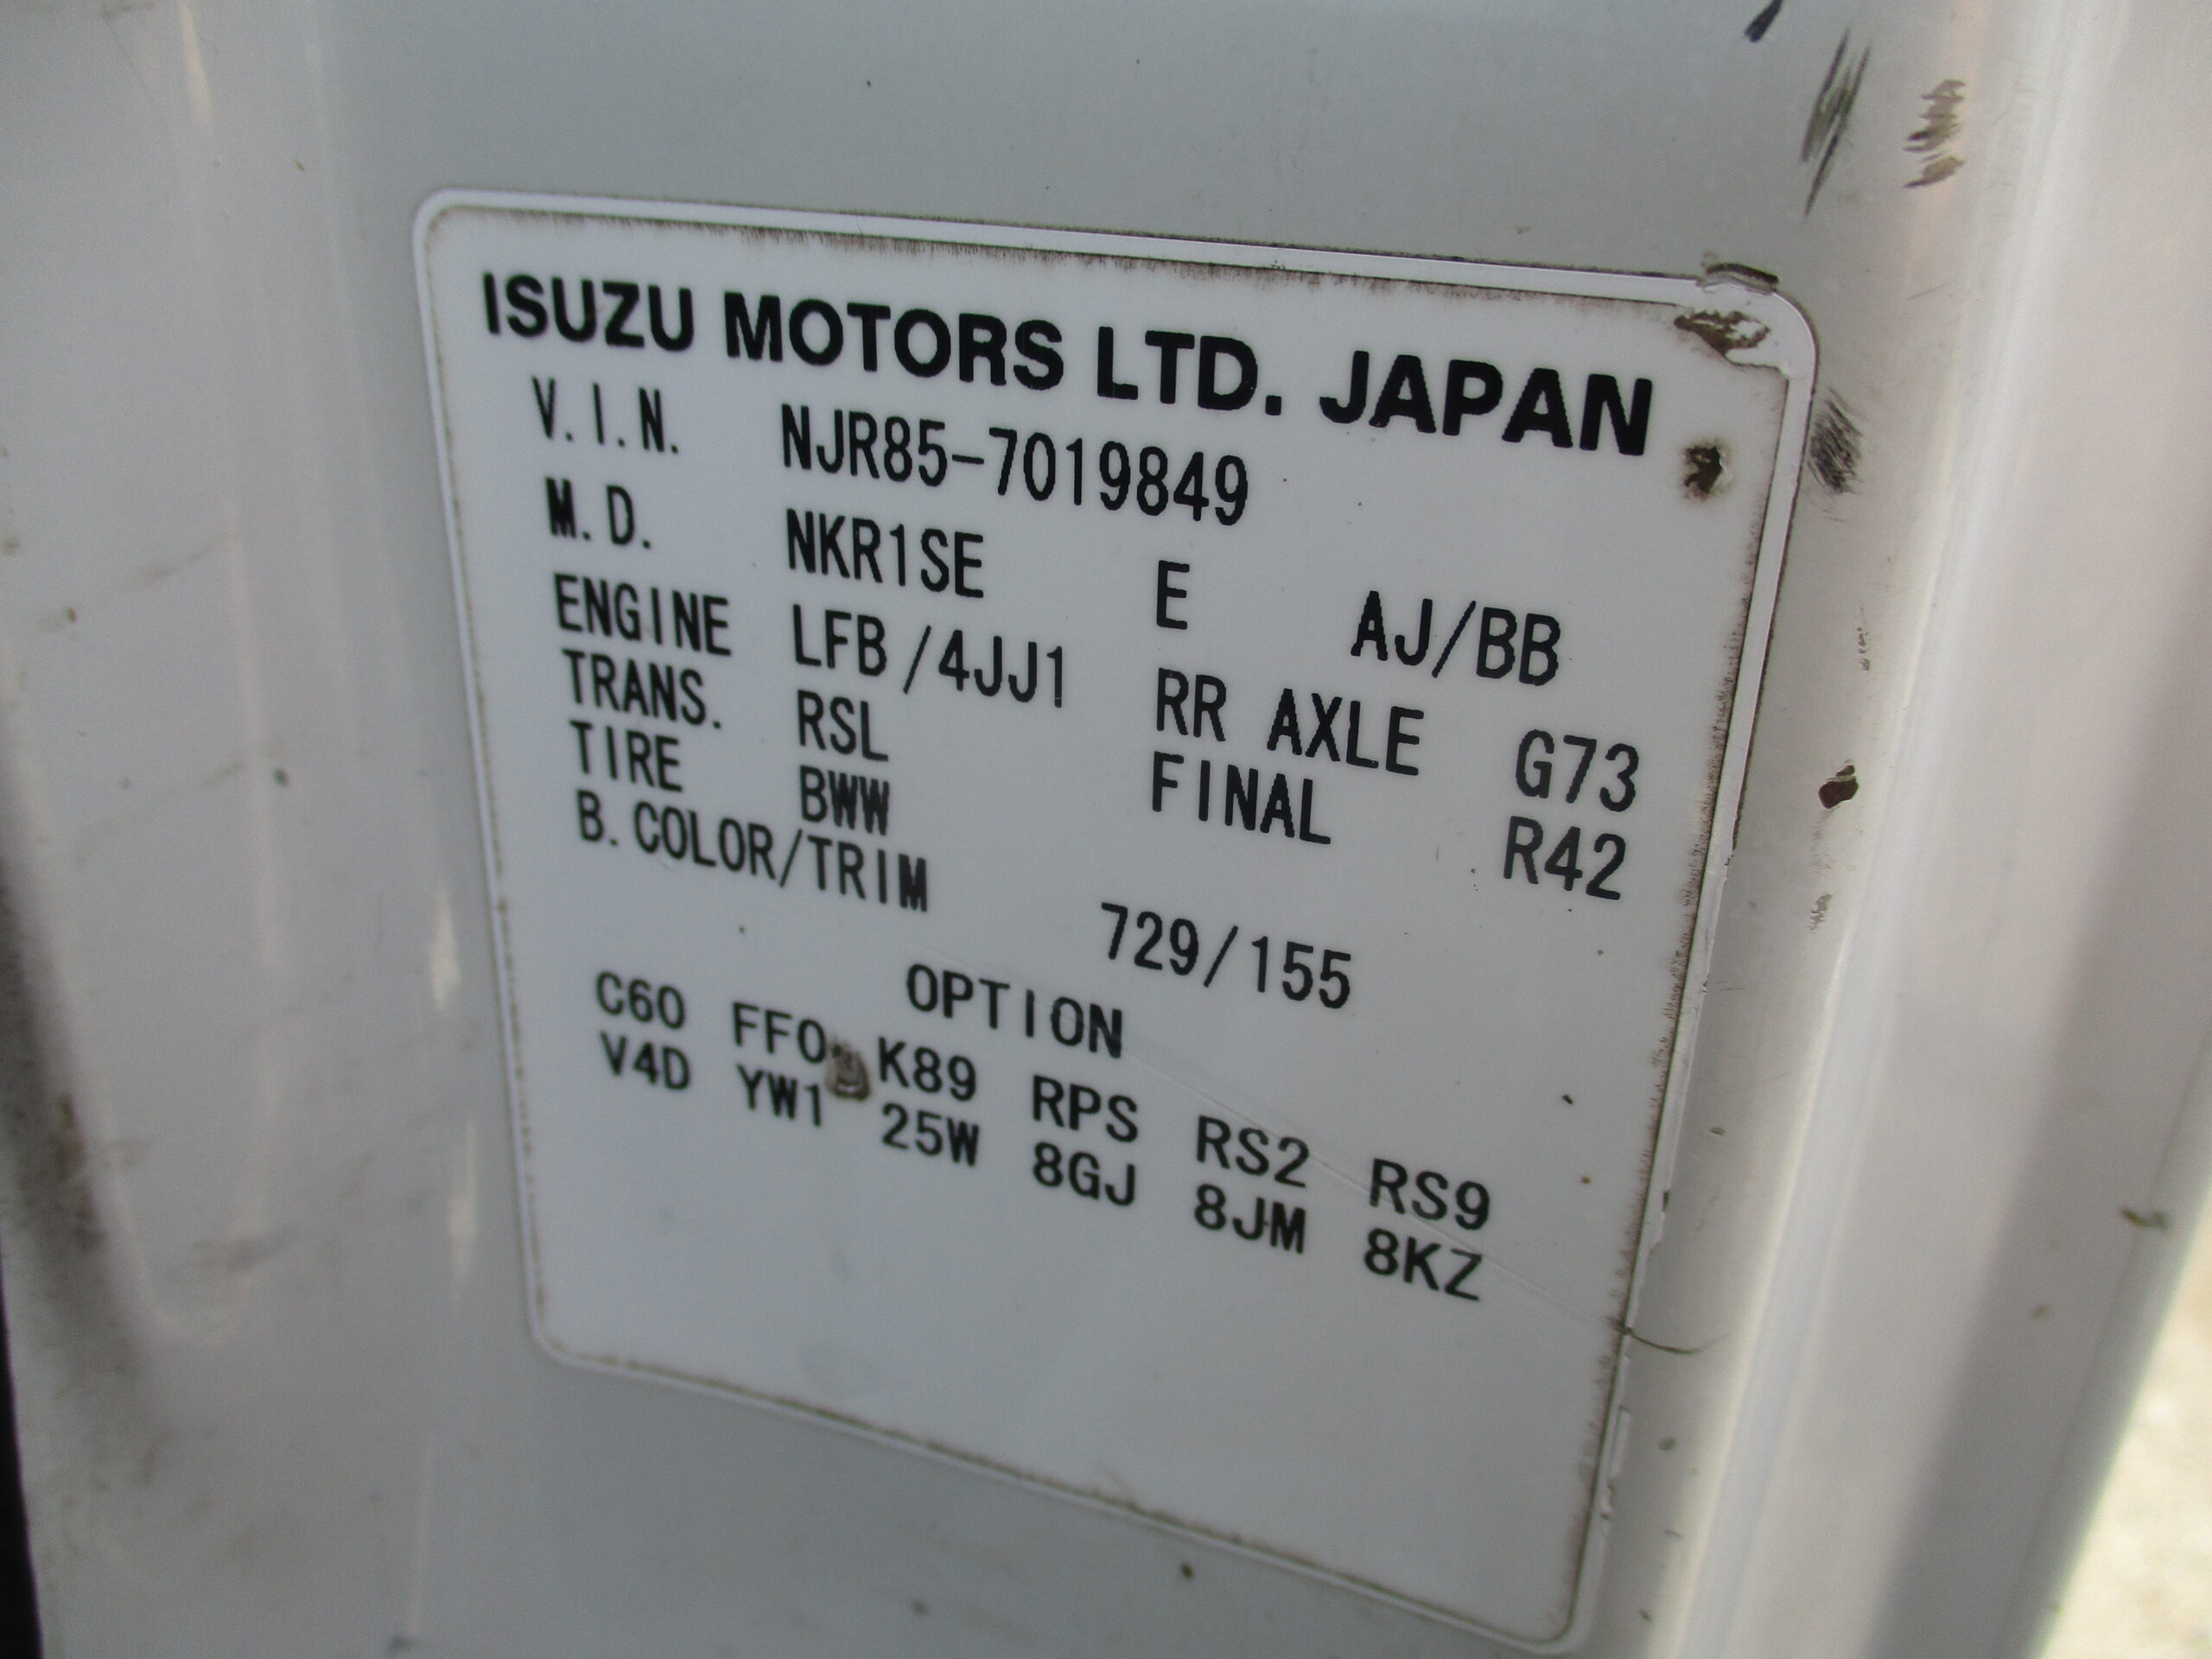 ISUZU MOTORS LTD. JAPAN
V.I.N. NJR85-7019849
M.D. NKR1SE E AJ/BB
ENGINE LFB /4JJ1 RR AXLE G73
TRANS. RSL FINAL R42
TIRE BWW
B.COLOR/TRIM 729/155
OPTION
C60 FF0 K89 RPS RS2 RS9
V4D YW1 25W 8GJ 8JM 8KZ